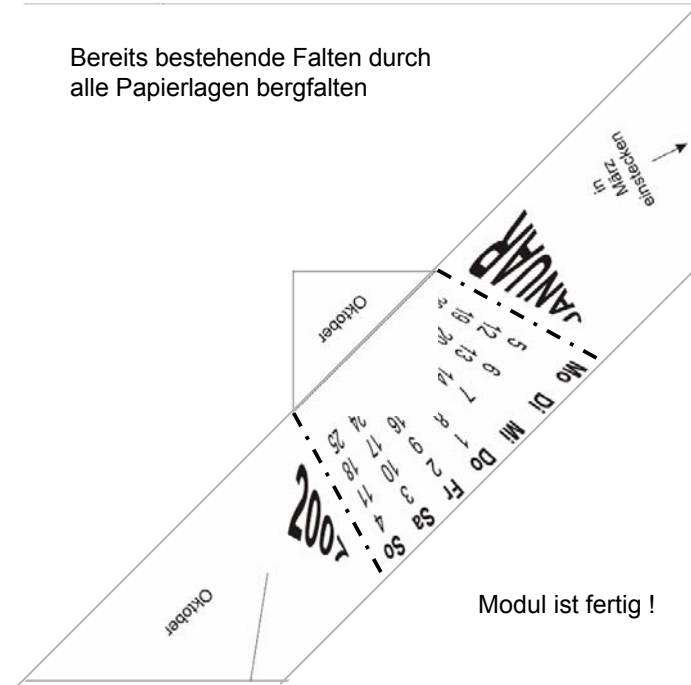 Bereits bestehende Falten durch
alle Papierlagen bergfalten
in
März
einstecken
JANUAR
Oktober
Mo 5 12 19
Di 6 13 20
Mi 7 14
Do 1 8
Fr 2 9 16
Sa 3 10 17 24
So 4 11 18 25
Oktober
Modul ist fertig !